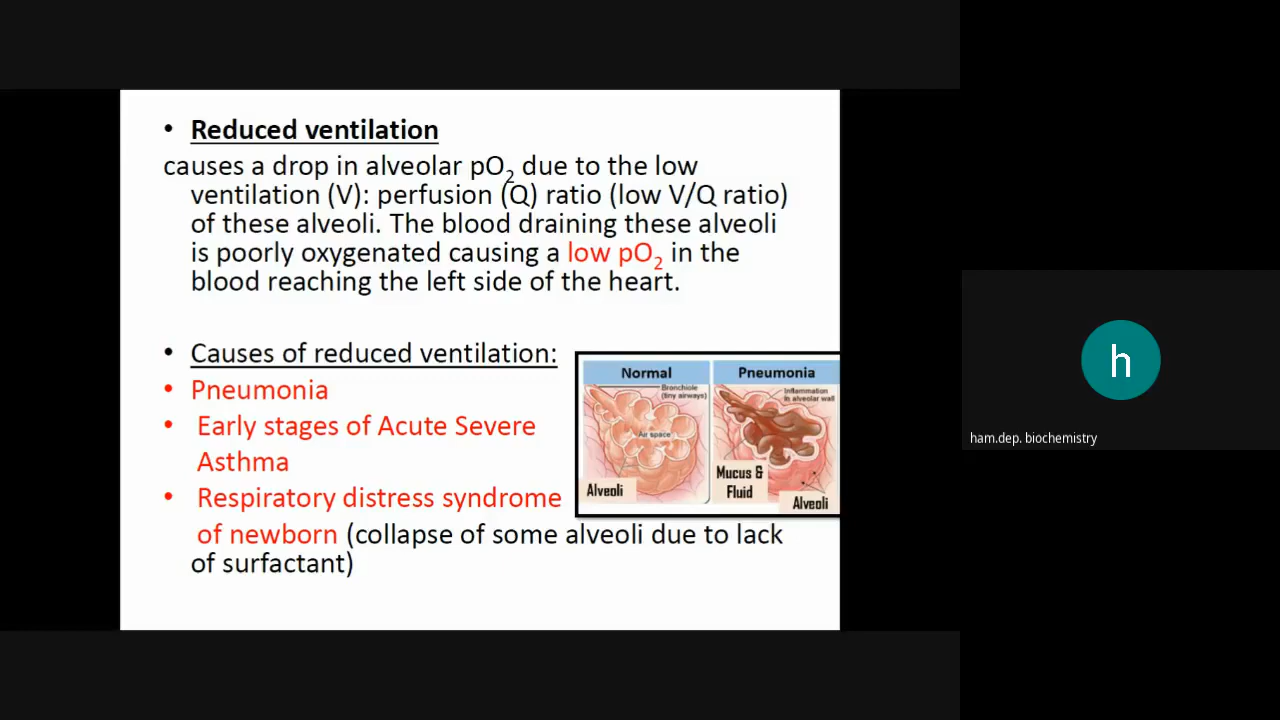 • Reduced ventilation
causes a drop in alveolar pO₂ due to the low
ventilation (V): perfusion (Q) ratio (low V/Q ratio)
of these alveoli. The blood draining these alveoli
is poorly oxygenated causing a low pO₂ in the
blood reaching the left side of the heart.
• Causes of reduced ventilation:
• Pneumonia
• Early stages of Acute Severe
Asthma
• Respiratory distress syndrome
of newborn (collapse of some alveoli due to lack
of surfactant)
Normal
Bronchiole
(tiny airways)
Air space
Alveoli
Pneumonia
Inflammation
in alveolar wall
Mucus &
Fluid
Alveoli
h
ham.dep. biochemistry